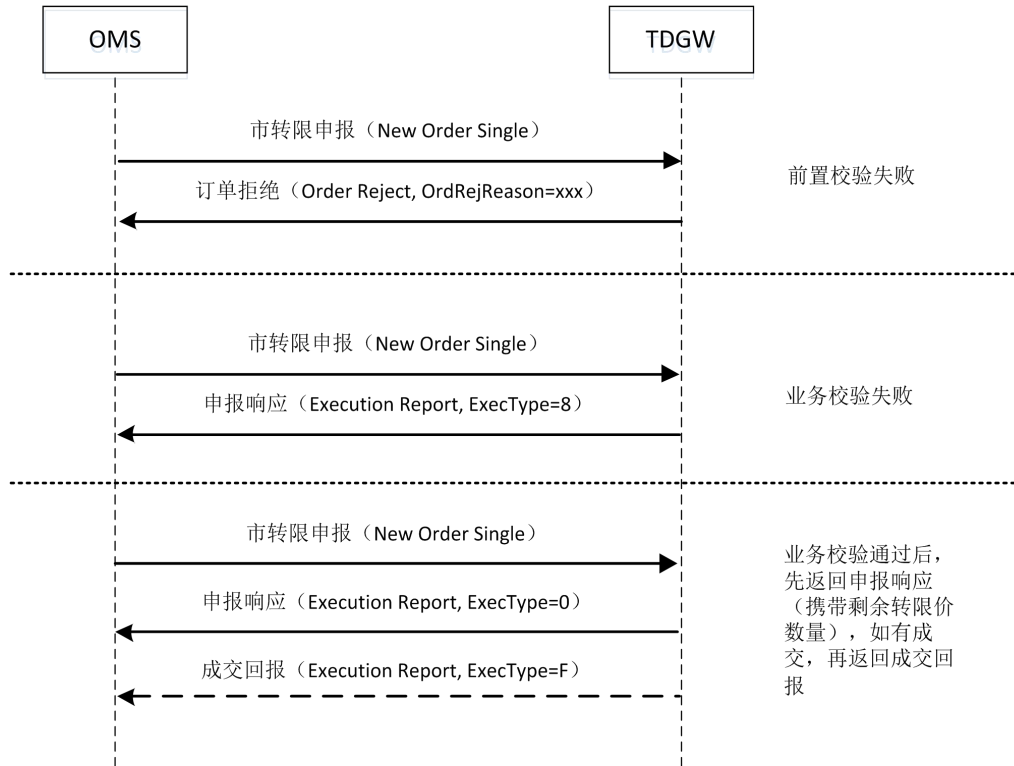 OMS
TDGW
市转限申报（New Order Single）
订单拒绝（Order Reject, OrdRejReason=xxx）
前置校验失败
市转限申报（New Order Single）
申报响应（Execution Report, ExecType=8）
业务校验失败
市转限申报（New Order Single）
申报响应（Execution Report, ExecType=0）
成交回报（Execution Report, ExecType=F）
业务校验通过后，
先返回申报响应
（携带剩余转限价
数量），如有成
交，再返回成交回
报